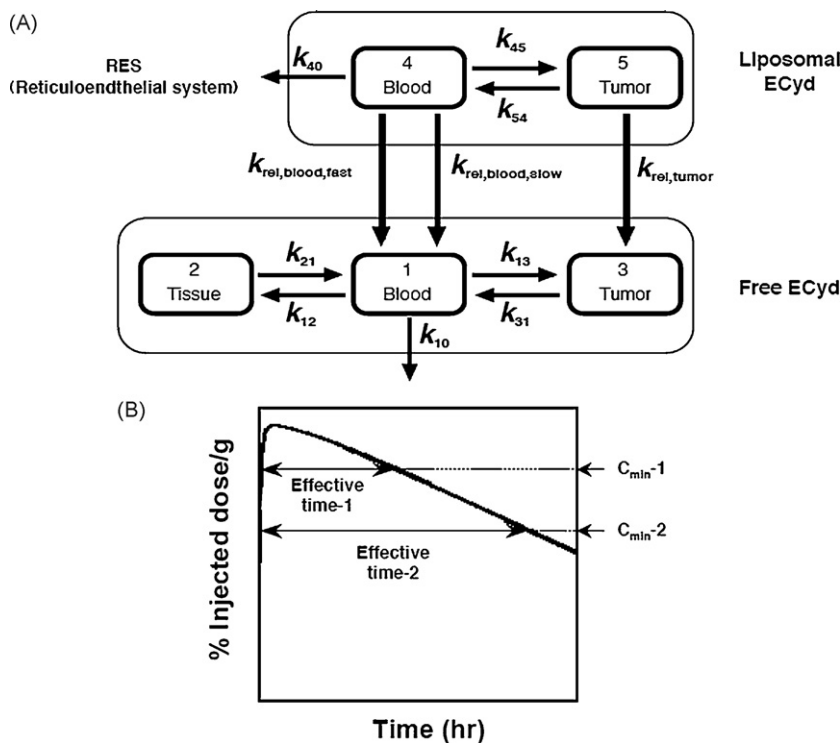 (A)
RES
(Reticuloendthelial system)
k40
4
Blood
k45
k54
5
Tumor
Liposomal
ECyd
krel,blood,fast
krel,blood,slow
krel,tumor
2
Tissue
k21
k12
1
Blood
k13
k31
3
Tumor
Free ECyd
k10
(B)
% Injected dose/g
Effective
time-1
Cmin-1
Effective
time-2
Cmin-2
Time (hr)